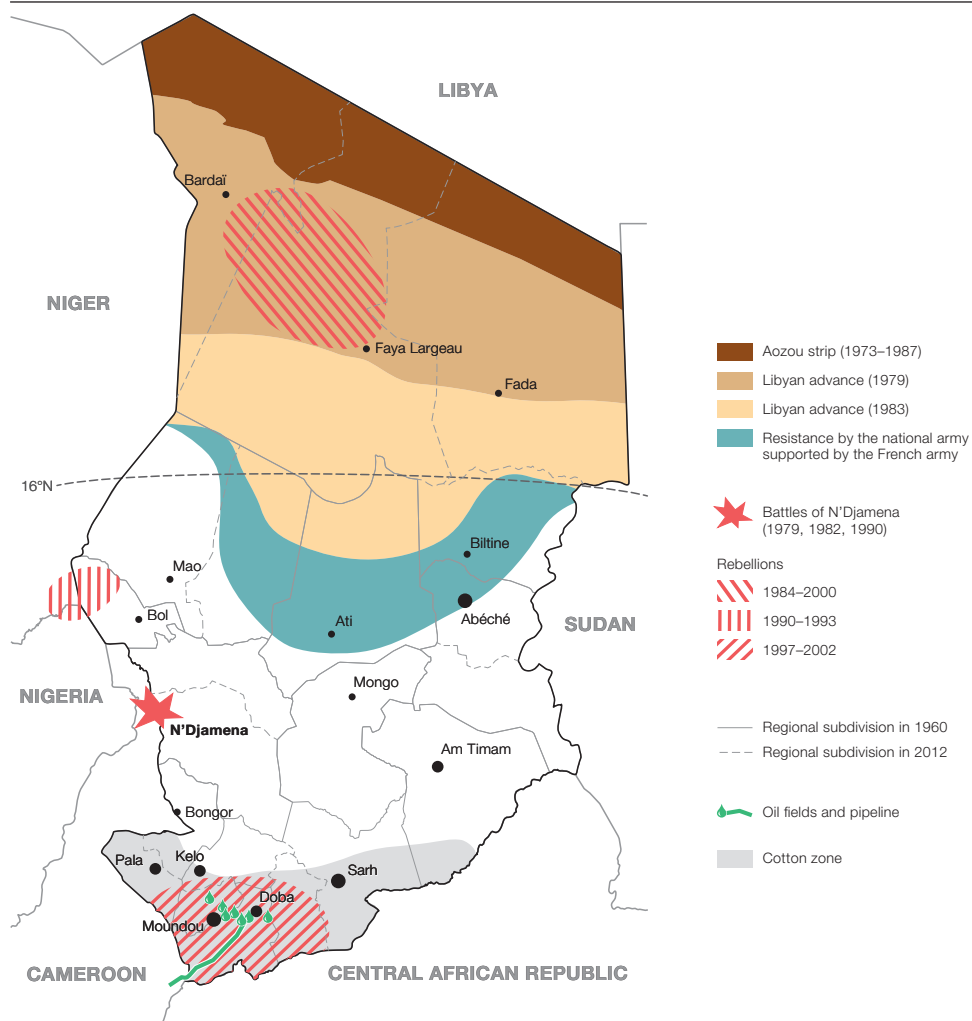 LIBYA
Bardaï
NIGER
Faya Largeau
Fada
16°N
Biltine
Mao
Bol
Ati
Abéché
SUDAN
NIGERIA
Mongo
N'Djamena
Am Timam
Bongor
Pala
Kelo
Sarh
Doba
Moundou
CAMEROON
CENTRAL AFRICAN REPUBLIC
Aozou strip (1973–1987)
Libyan advance (1979)
Libyan advance (1983)
Resistance by the national army
supported by the French army
Battles of N'Djamena
(1979, 1982, 1990)
Rebellions
1984–2000
1990–1993
1997–2002
Regional subdivision in 1960
Regional subdivision in 2012
Oil fields and pipeline
Cotton zone